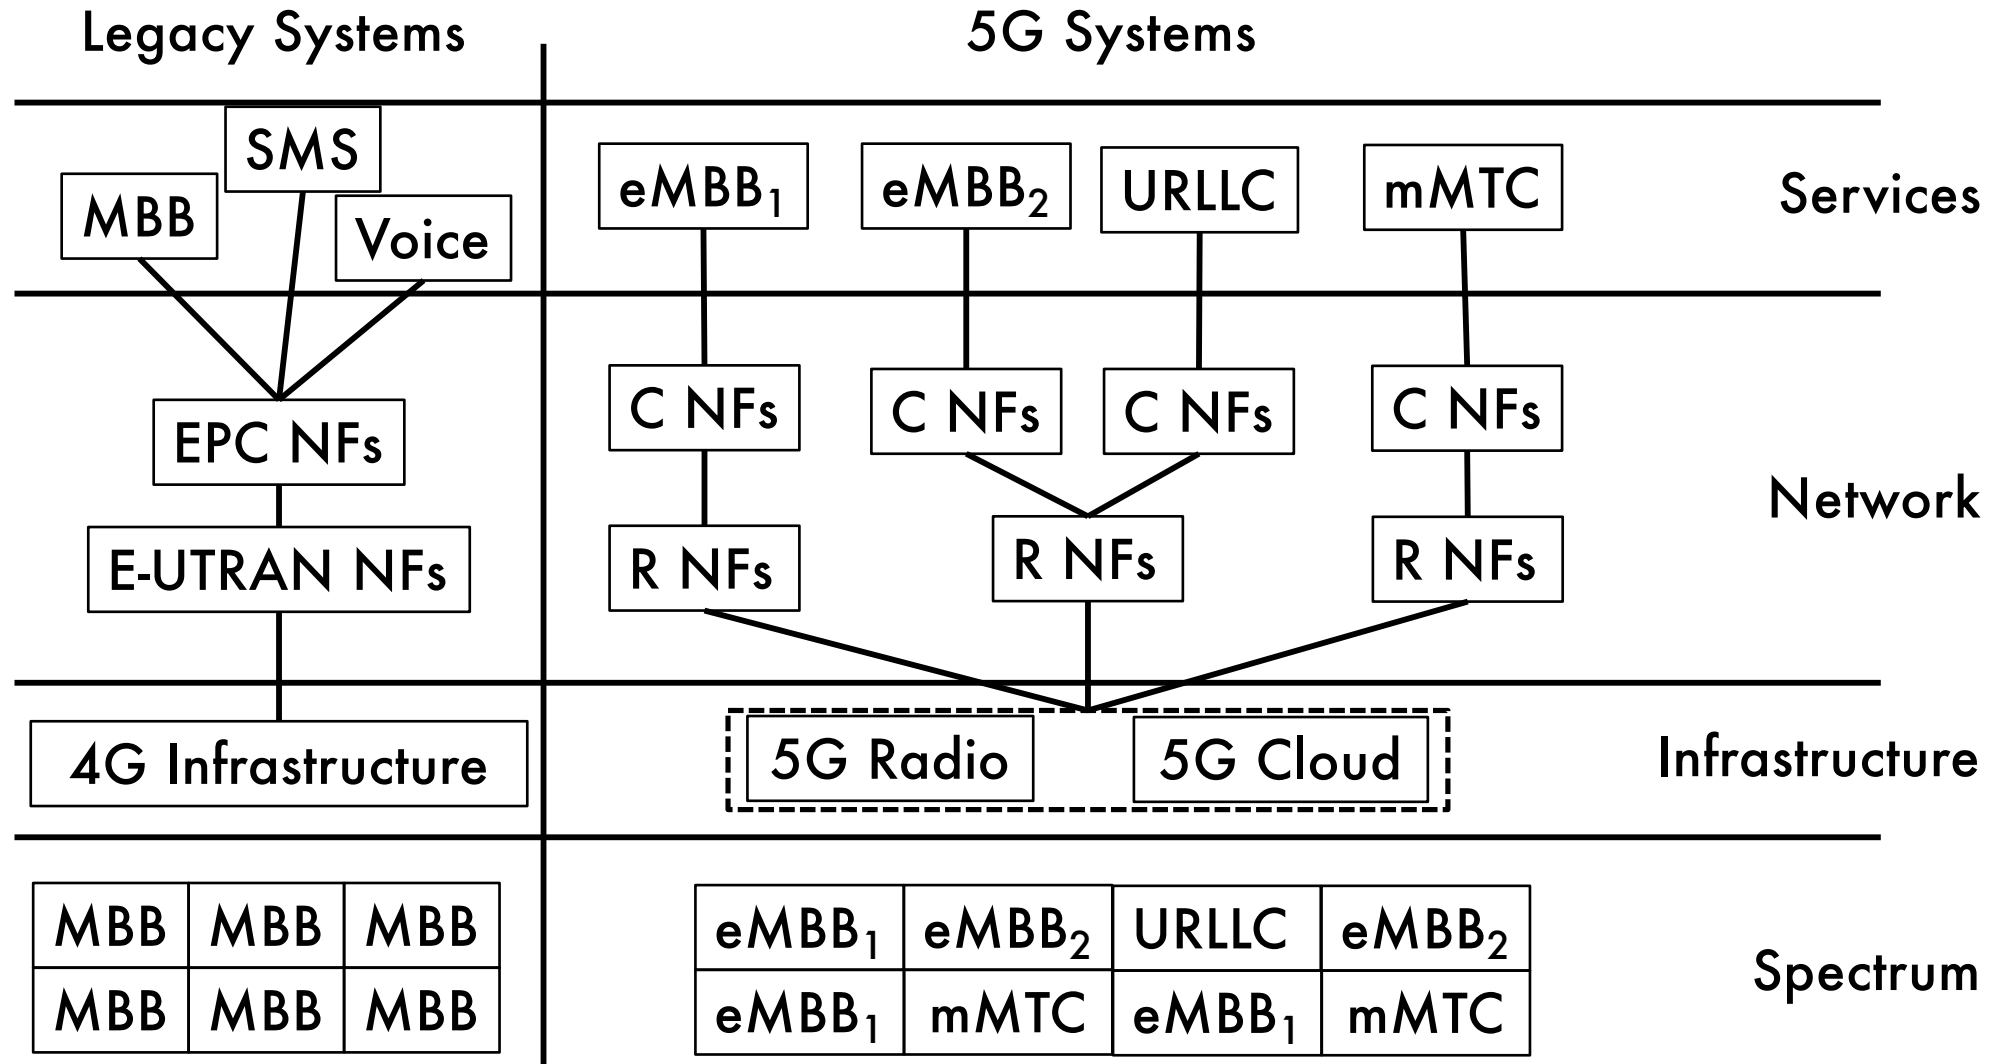 Legacy Systems
5G Systems
SMS
MBB
Voice
eMBB₁
eMBB₂
URLLC
mMTC
Services
EPC NFs
E-UTRAN NFs
C NFs
C NFs
C NFs
C NFs
R NFs
R NFs
R NFs
Network
4G Infrastructure
5G Radio
5G Cloud
Infrastructure
MBB MBB MBB
MBB MBB MBB
eMBB₁ eMBB₂ URLLC eMBB₂
eMBB₁ mMTC eMBB₁ mMTC
Spectrum